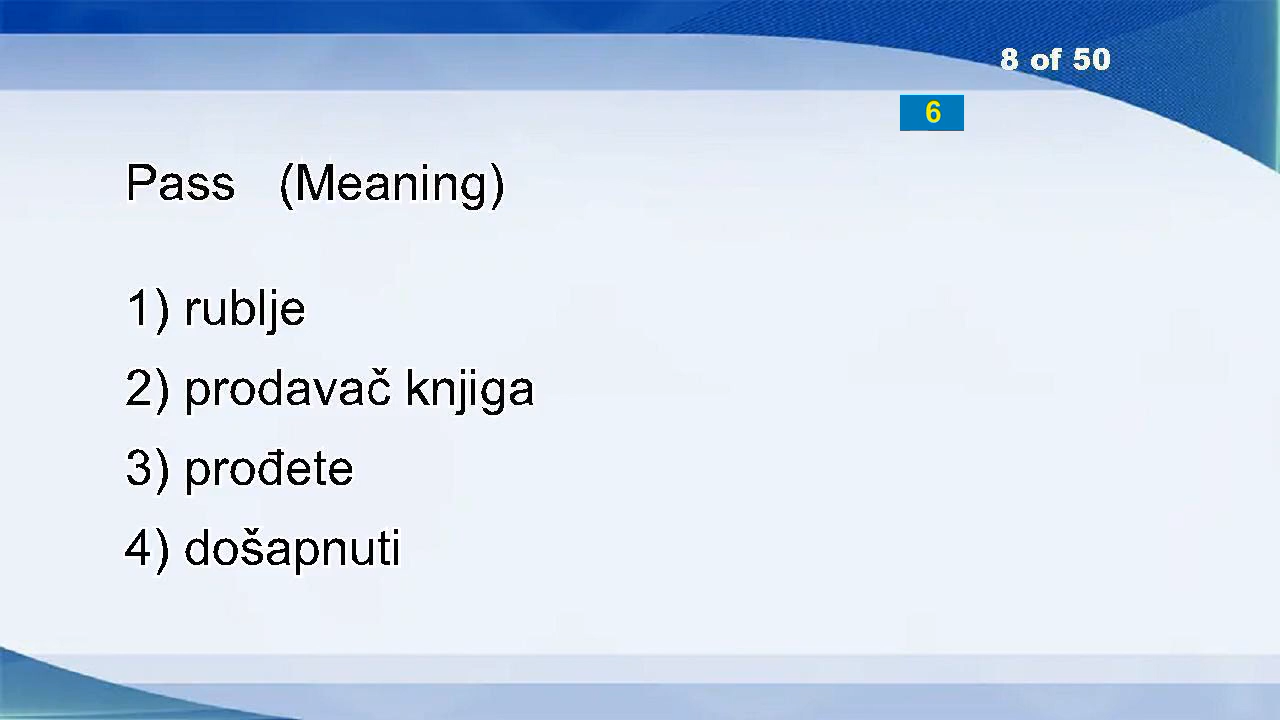 8 of 50
6
Pass (Meaning)
1) rublje
2) prodavač knjiga
3) prođete
4) došapnuti